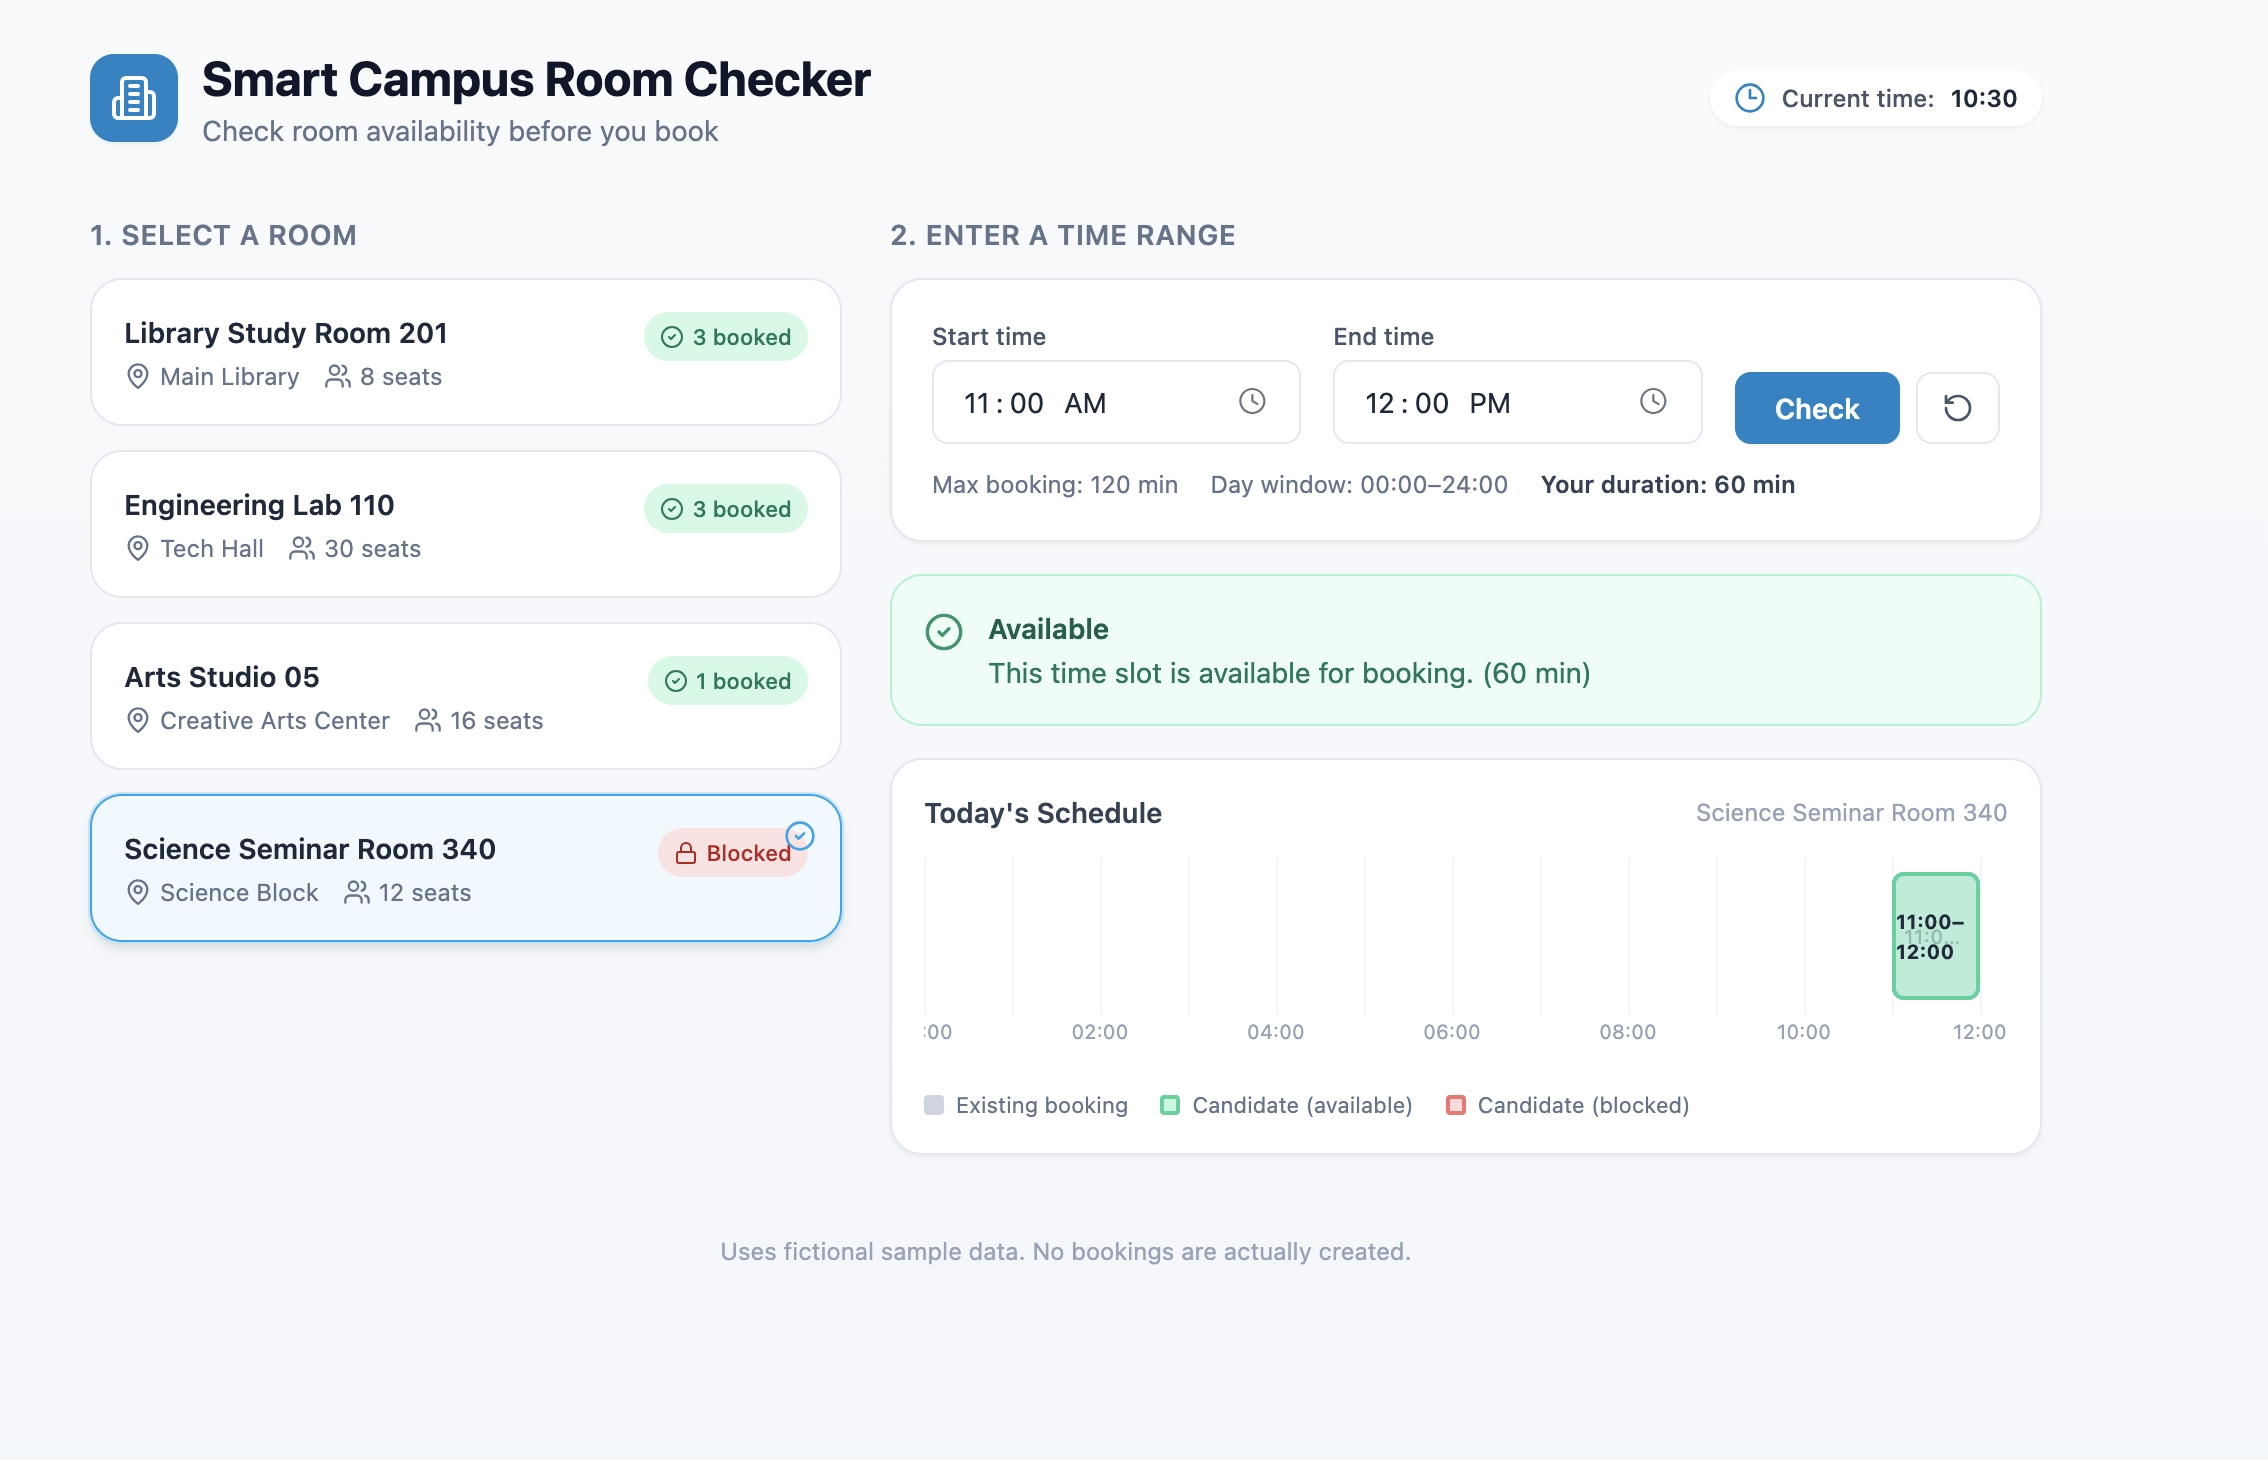 Smart Campus Room Checker
Check room availability before you book
Current time: 10:30
1. SELECT A ROOM
Library Study Room 201
3 booked
Main Library 8 seats
Engineering Lab 110
3 booked
Tech Hall 30 seats
Arts Studio 05
1 booked
Creative Arts Center 16 seats
Science Seminar Room 340
Blocked
Science Block 12 seats
2. ENTER A TIME RANGE
Start time
11:00 AM
End time
12:00 PM
Check
Max booking: 120 min Day window: 00:00–24:00 Your duration: 60 min
Available
This time slot is available for booking. (60 min)
Today's Schedule
Science Seminar Room 340
11:00–
11:0...
12:00
:00 02:00 04:00 06:00 08:00 10:00 12:00
Existing booking Candidate (available) Candidate (blocked)
Uses fictional sample data. No bookings are actually created.